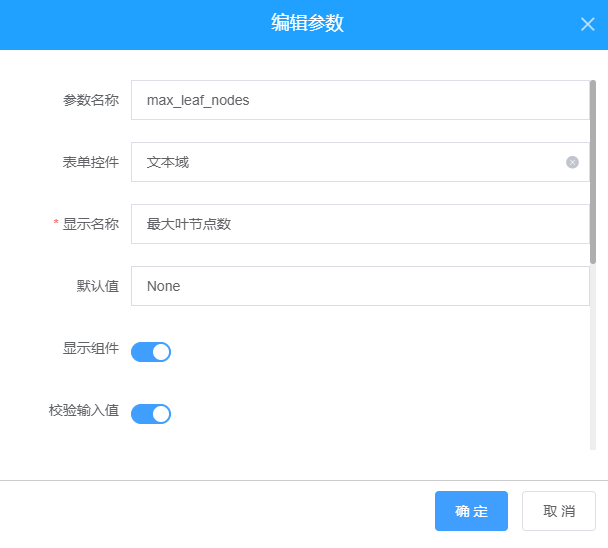 编辑参数
参数名称 max_leaf_nodes
表单控件 文本域
* 显示名称 最大叶节点数
默认值 None
显示组件
校验输入值
确 定 取 消